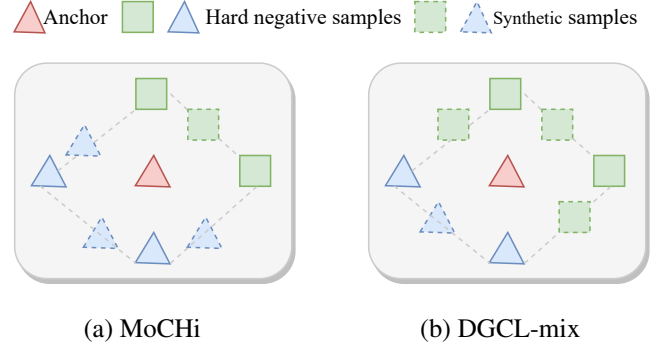 Anchor Hard negative samples Synthetic samples
(a) MoCHi (b) DGCL-mix